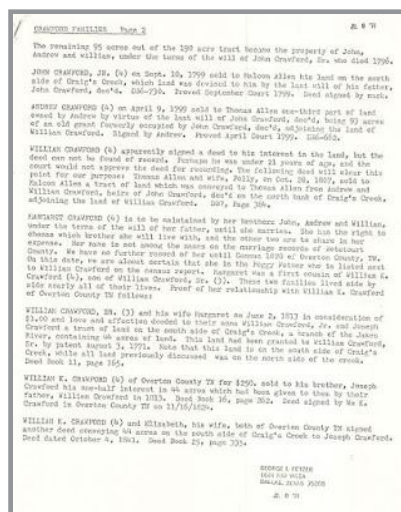 CRAWFORD FAMILIES Page 2
The remaining 95 acres out of the 190 acre tract became the property of John,
Andrew and William, under the terms of the will of John Crawford, Sr. who died 1796.
JOHN CRAWFORD, JR. (4) on Sept. 10, 1799 sold to Malcom Allen his land on the north
side of Craig's Creek, which land was devised to him by the last will of his father,
John Crawford, dec'd. Proved September Court 1799. Deed signed by mark.
ANDREW CRAWFORD (4) on April 9, 1799 sold to Thomas Allen one-third part of land
owned by Andrew by virtue of the last will of John Crawford, dec'd, being 93 acres
of an old grant formerly occupied by John Crawford, dec'd, adjoining the land of
William Crawford. Signed by Andrew. Proved April Court 1799.
WILLIAM CRAWFORD (4) apparently signed a deed to his interest in the land, but the
deed can not be found of record. Perhaps he was under 21 years of age, and the
court would not approve the deed for recording. The following deed will clear this
point for our purposes: Thomas Allen and wife, Polly, on Oct. 20, 1807, sold to
Malcom Allen a tract of land which was conveyed to Thomas Allen from Andrew and
William Crawford, heirs of John Crawford, dec'd on the north bank of Craig's Creek,
adjoining the land of William Crawford.
MARGARET CRAWFORD (4) is to be maintained by her brothers John, Andrew and William,
under the terms of the will of her father, until she marries. She has the right to
choose which brother she will live with, and the other two are to share in her
expense. Her name is not among the names on the marriage records of Botetourt
County. We have no further record of her until Census 1820 of Overton County, TN.
On this date, we are almost certain that she is the Peggy Pater who is listed next
to William Crawford on the census report. Margaret was a first cousin of William K.
Crawford (4), son of William Crawford, Sr. (3). These two families lived side by
side nearly all of their lives. Proof of her relationship with William K. Crawford
of Overton County TN follows:
WILLIAM CRAWFORD, SR. (3) and his wife Margaret on June 2, 1813 in consideration of
$1.00 and love and affection deeded to their sons William Crawford, Jr. and Joseph
Crawford a tract of land on the south side of Craig's Creek, a branch of the James
River, containing 44 acres of land. This land had been granted to William Crawford,
Sr. by patent August 3, 1771. Note that this land is on the south side of Craig's
Creek, while all land previously discussed was on the north side of the creek.
Deed Book 11, page 165.
WILLIAM K. CRAWFORD (4) of Overton County TN for $250. sold to his brother, Joseph
Crawford his one-half interest in 44 acres which had been given to them by their
father, William Crawford in 1813. Deed Book 16, page 262. Deed signed by Wm K.
Crawford in Overton County TN on 11/16/1824.
WILLIAM K. CRAWFORD (4) and Elizabeth, his wife, both of Overton County TN signed
another deed conveying 44 acres on the south side of Craig's Creek to Joseph Crawford.
Deed dated October 4, 1841. Deed Book 25, page 335.